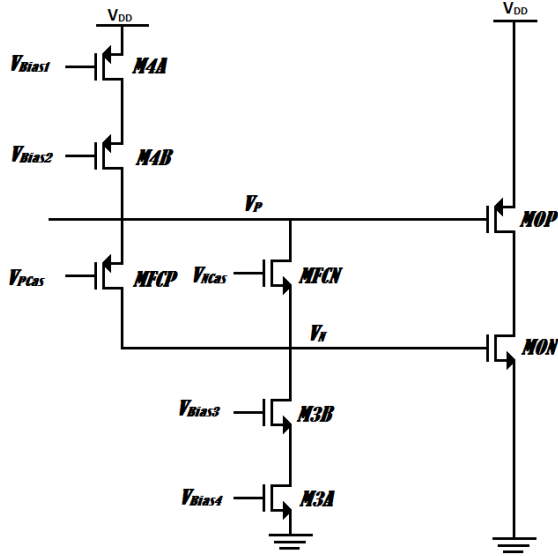 VDD
VDD
VBias1
M4A
VBias2
M4B
VP
MOP
VPCas
MFCP
VNCas
MFCN
VN
MON
VBias3
M3B
VBias4
M3A